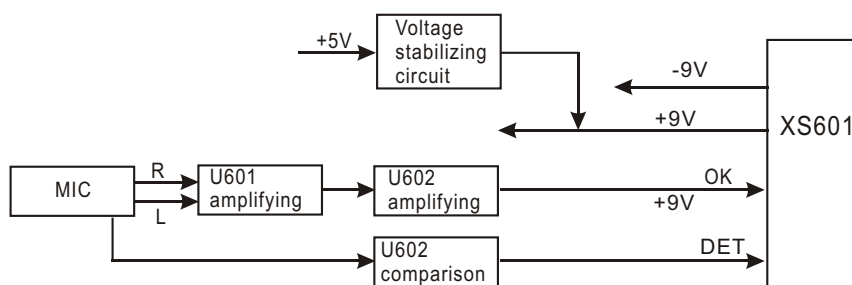 +5V
Voltage
stabilizing
circuit
-9V
+9V
XS601
MIC
R
L
U601
amplifying
U602
amplifying
OK
+9V
U602
comparison
DET